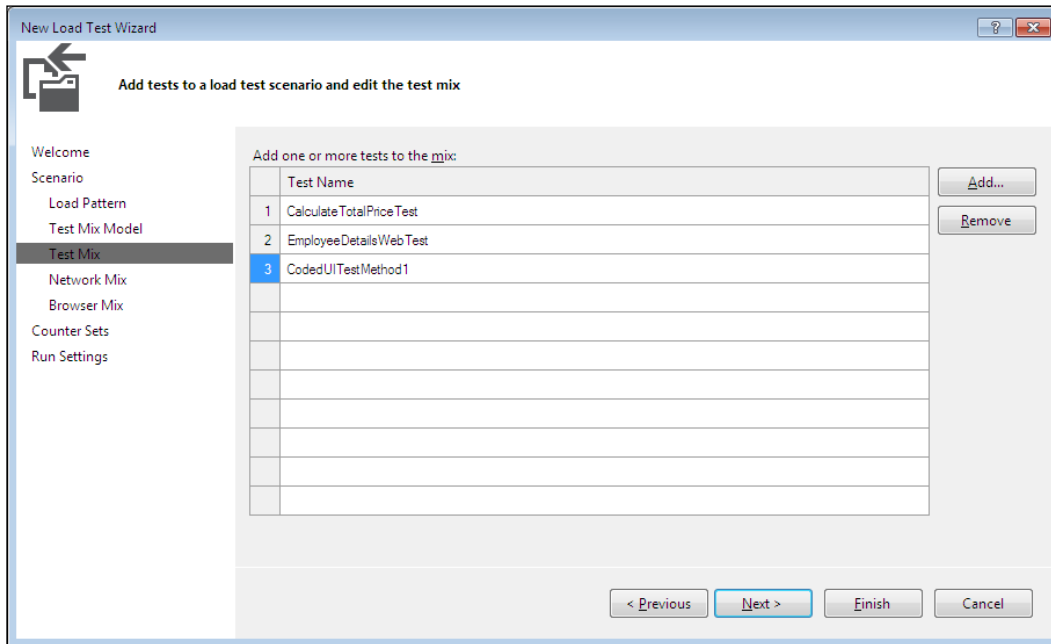 New Load Test Wizard
?
Add tests to a load test scenario and edit the test mix
Welcome
Scenario
Load Pattern
Test Mix Model
Test Mix
Network Mix
Browser Mix
Counter Sets
Run Settings
Add one or more tests to the mix:
Test Name
1 CalculateTotalPriceTest
2 EmployeeDetailsWebTest
3 CodedUITestMethod1
Add...
Remove
< Previous Next > Finish Cancel